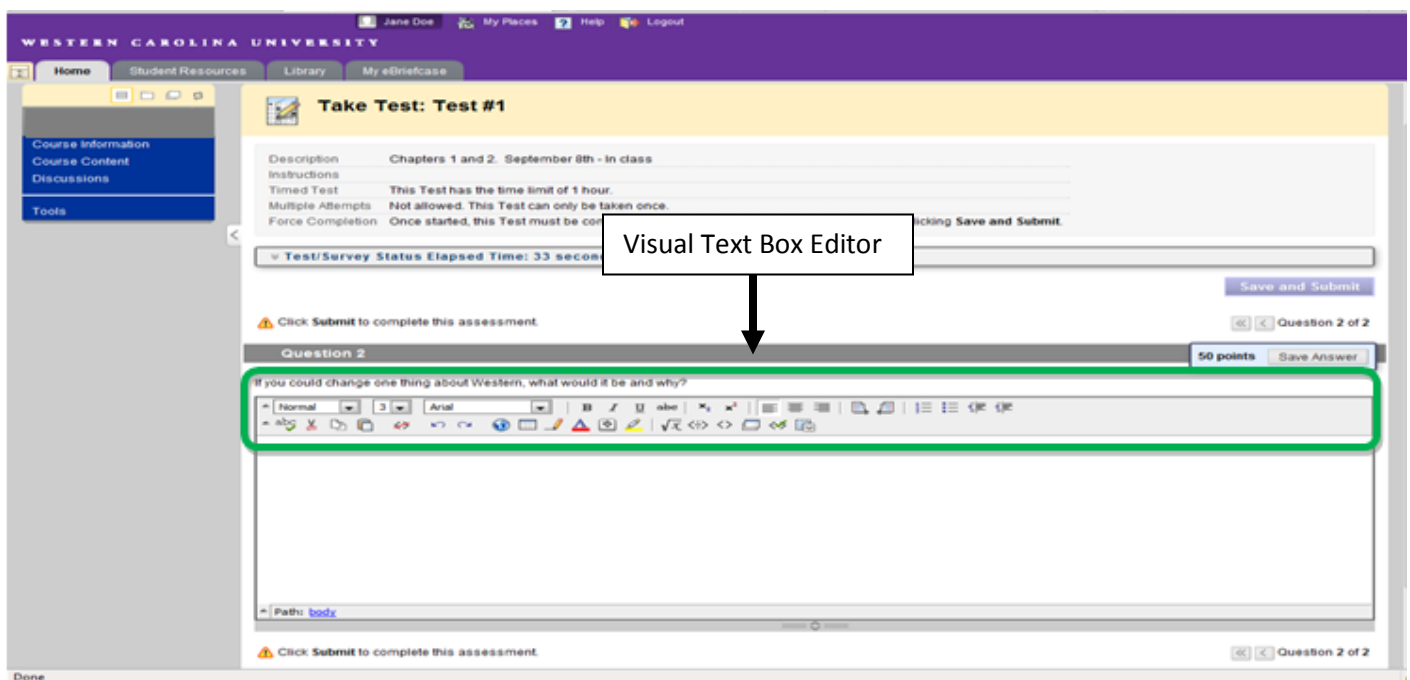 Jane Doe My Places Help Logout
WESTERN CAROLINA UNIVERSITY
Home Student Resources Library My eBriefcase
Take Test: Test #1
Course Information
Course Content
Discussions
Tools
Description Chapters 1 and 2. September 8th - In class
Instructions
Timed Test This Test has the time limit of 1 hour.
Multiple Attempts Not allowed. This Test can only be taken once.
Force Completion Once started, this Test must be licking Save and Submit.
Visual Text Box Editor
Test/Survey Status Elapsed Time: 33
Save and Submit
Click Submit to complete this assessment. Question 2 of 2
Question 2
50 points Save Answer
If you could change one thing about Western, what would it be and why?
Normal 3 Arial B I U abc
abc
Path: body
Click Submit to complete this assessment. Question 2 of 2
Done